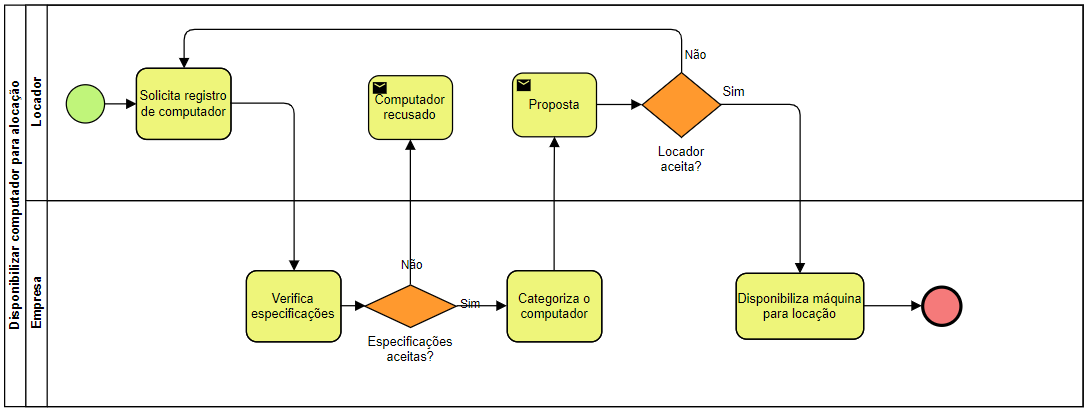 Disponibilizar computador para alocação
Locador
Solicita registro
de computador
Computador
recusado
Proposta
Não
Sim
Locador
aceita?
Empresa
Verifica
especificações
Não
Sim
Especificações
aceitas?
Categoriza o
computador
Disponibiliza máquina
para locação